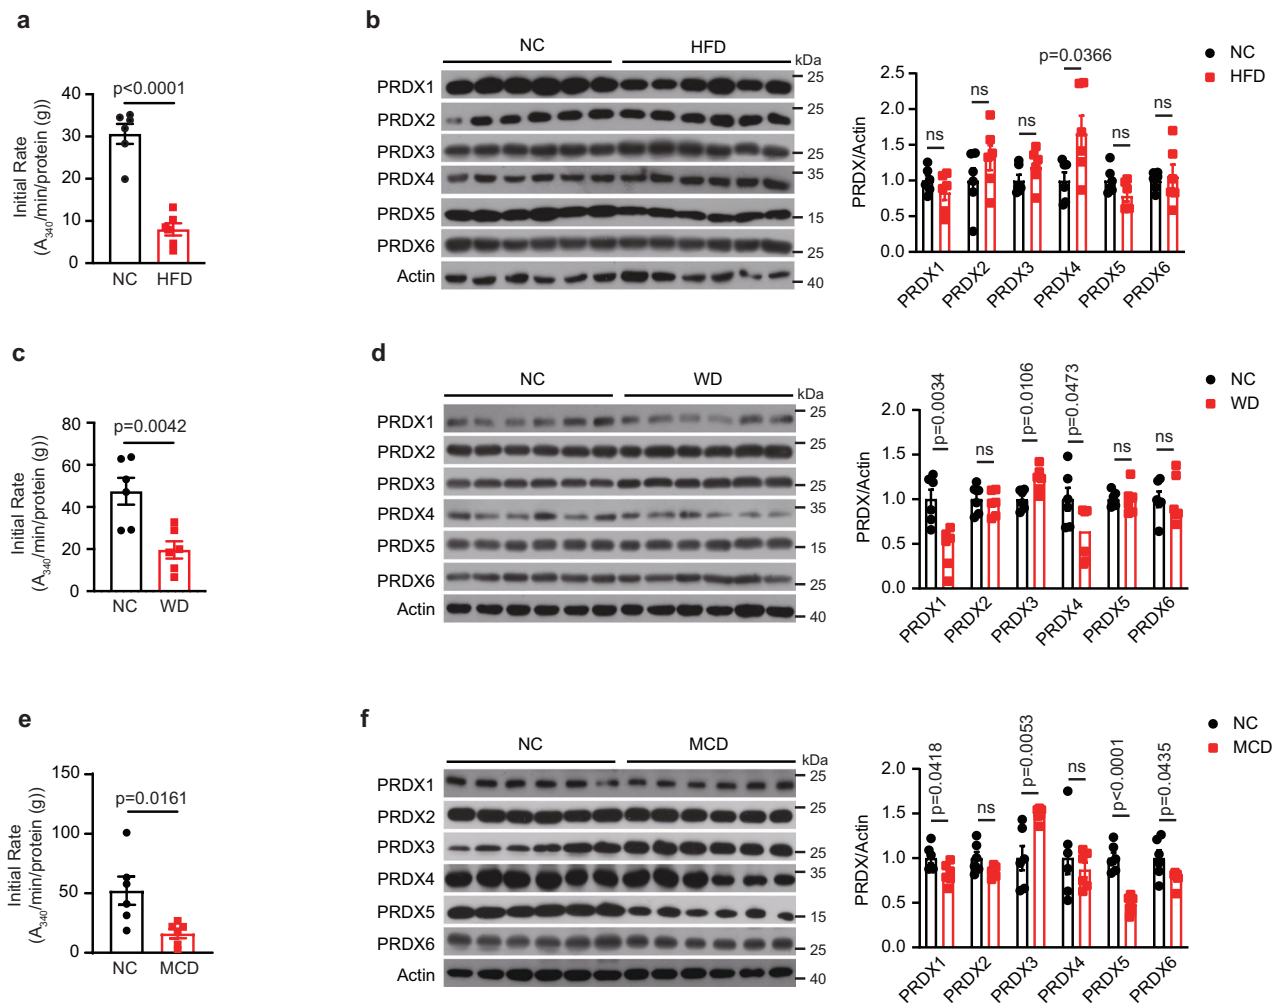 a
p<0.0001
40
30
20
10
0
Initial Rate
(A340/min/protein (g))
NC HFD
b
NC HFD
kDa
PRDX1 25
PRDX2 25
PRDX3 25
PRDX4 35
PRDX5 15
PRDX6 25
Actin 40
p=0.0366
NC
HFD
ns ns ns ns ns
2.5
2.0
1.5
1.0
0.5
0.0
PRDX/Actin
PRDX1 PRDX2 PRDX3 PRDX4 PRDX5 PRDX6
c
p=0.0042
80
60
40
20
0
Initial Rate
(A340/min/protein (g))
NC WD
d
NC WD
kDa
PRDX1 25
PRDX2 25
PRDX3 25
PRDX4 35
PRDX5 15
PRDX6 25
Actin 40
NC
WD
p=0.0034 ns p=0.0106 p=0.0473 ns ns
2.0
1.5
1.0
0.5
0.0
PRDX/Actin
PRDX1 PRDX2 PRDX3 PRDX4 PRDX5 PRDX6
e
p=0.0161
150
100
50
0
Initial Rate
(A340/min/protein (g))
NC MCD
f
NC MCD
kDa
PRDX1 25
PRDX2 25
PRDX3 25
PRDX4 35
PRDX5 15
PRDX6 25
Actin 40
NC
MCD
p=0.0418 ns p=0.0053 ns p<0.0001 p=0.0435
2.0
1.5
1.0
0.5
0.0
PRDX/Actin
PRDX1 PRDX2 PRDX3 PRDX4 PRDX5 PRDX6